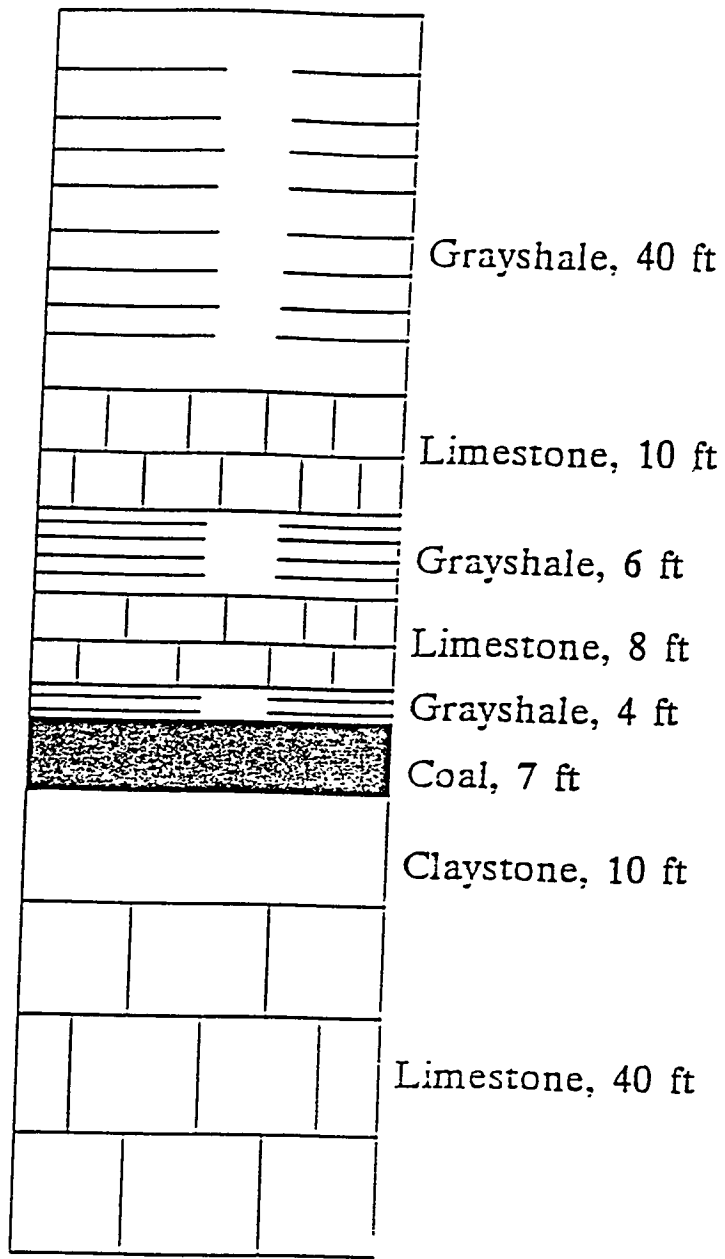 Grayshale, 40 ft
Limestone, 10 ft
Grayshale, 6 ft
Limestone, 8 ft
Grayshale, 4 ft
Coal, 7 ft
Claystone, 10 ft
Limestone, 40 ft